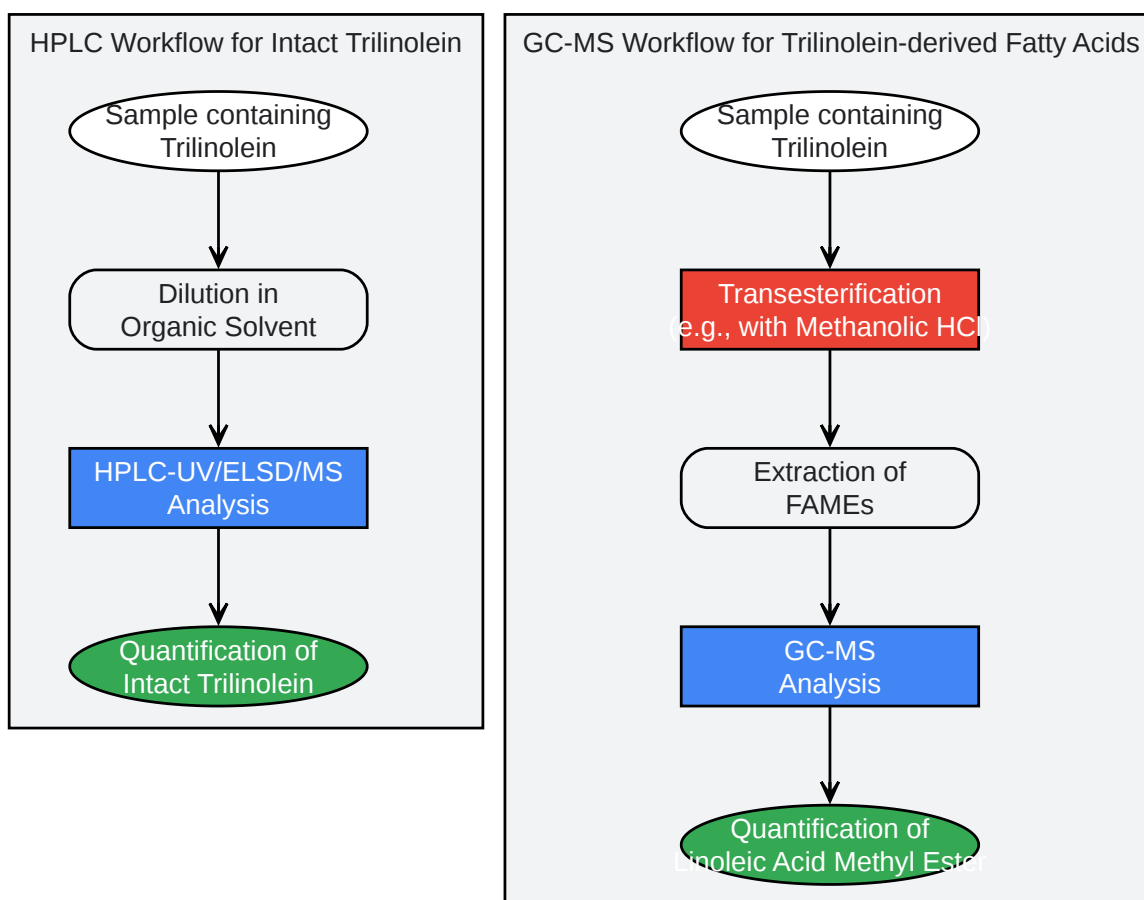 HPLC Workflow for Intact Trilinolein
Sample containing
Trilinolein
Dilution in
Organic Solvent
HPLC-UV/ELSD/MS
Analysis
Quantification of
Intact Trilinolein
GC-MS Workflow for Trilinolein-derived Fatty Acids
Sample containing
Trilinolein
Transesterification
(e.g., with Methanolic HCl)
Extraction of
FAMEs
GC-MS
Analysis
Quantification of
Linoleic Acid Methyl Ester